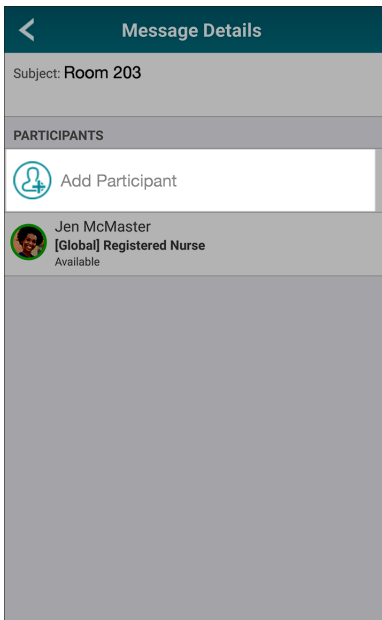 Message Details
Subject: Room 203
PARTICIPANTS
Add Participant
Jen McMaster
[Global] Registered Nurse
Available